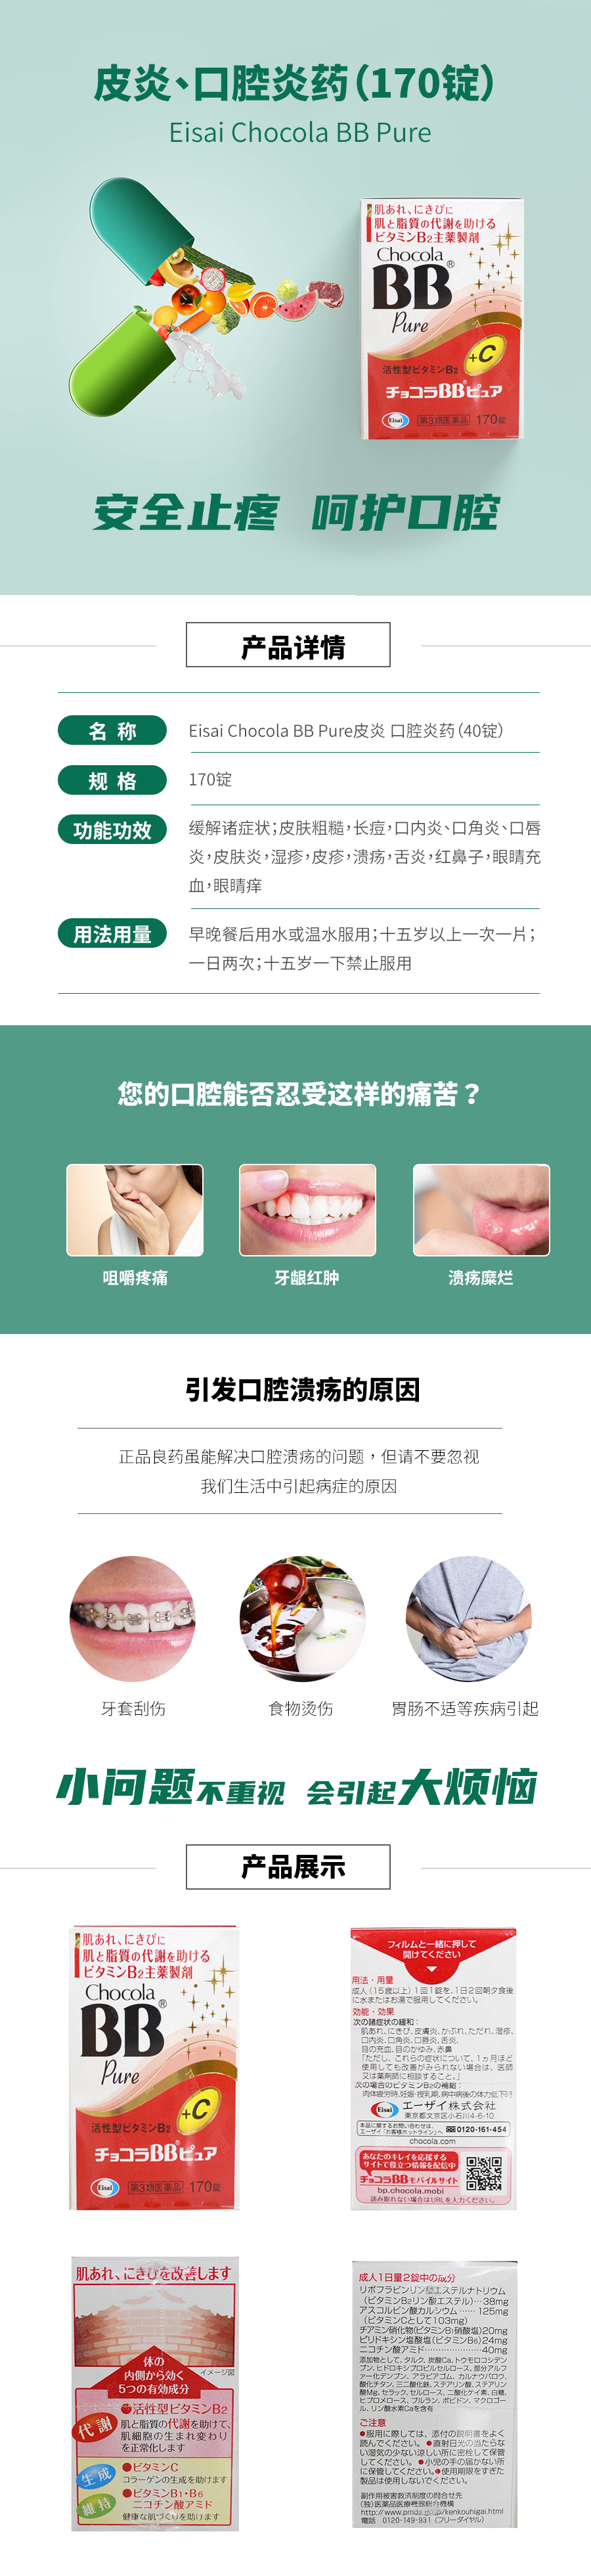 皮炎、口腔炎药（170锭）
Eisai Chocola BB Pure
肌あれ、にきびに
肌と脂質の代謝を助ける
ビタミンB2主薬製剤
Chocola
BB®
Pure
+C
活性型ビタミンB2
チョコラBB®ピュア
Eisai
第3類医薬品
170錠
安全止疼 呵护口腔
产品详情
名 称
Eisai Chocola BB Pure皮炎 口腔炎药（40锭）
规 格
170锭
功能功效
缓解诸症状；皮肤粗糙，长痘，口内炎、口角炎、口唇
炎，皮肤炎，湿疹，皮疹，溃疡，舌炎，红鼻子，眼睛充
血，眼睛痒
用法用量
早晚餐后用水或温水服用；十五岁以上一次一片；
一日两次；十五岁一下禁止服用
您的口腔能否忍受这样的痛苦？
咀嚼疼痛
牙龈红肿
溃疡糜烂
引发口腔溃疡的原因
正品良药虽能解决口腔溃疡的问题，但请不要忽视
我们生活中引起病症的原因
牙套刮伤
食物烫伤
胃肠不适等疾病引起
小问题不重视 会引起大烦恼
产品展示
肌あれ、にきびに
肌と脂質の代謝を助ける
ビタミンB2主薬製剤
Chocola
BB®
Pure
+C
活性型ビタミンB2
チョコラBB®ピュア
Eisai
第3類医薬品
170錠
フィルムと一緒に押して
開けてください
用法・用量
成人（15歳以上）1回1錠を、1日2回朝夕食後
に水またはお湯で服用してください。
効能・効果
次の諸症状の緩和：
肌あれ、にきび、皮膚炎、かぶれ、ただれ、湿疹、
口内炎、口角炎、口唇炎、舌炎、
目の充血、目のかゆみ、赤鼻
「ただし、これらの症状について、1ヵ月ほど
使用しても改善がみられない場合は、医師
又は薬剤師に相談すること。」
次の場合のビタミンB2の補給：
肉体疲労時、妊娠・授乳期、病中病後の体力低下時
Eisai エーザイ株式会社
東京都文京区小石川4-6-10
本品に関するお問い合わせは、
エーザイ「お客様ホットライン」へ 0120-161-454
chocola.com
あなたのキレイを応援する
サイトで役立つ情報を配信中
チョコラBBモバイルサイト
bp.chocola.mobi
読み取れない場合はURLを入力ください。
肌あれ、にきびを改善します
イメージ図
体の
内側から効く
5つの有効成分
代謝
●活性型ビタミンB2
肌と脂質の代謝を助けて、
肌細胞の生まれ変わり
を正常化します
生成
●ビタミンC
コラーゲンの生成を助けます
維持
●ビタミンB1・B6
ニコチン酸アミド
健康な肌づくりを助けます
成人1日量2錠中の成分
リボフラビンリン酸エステルナトリウム
（ビタミンB2リン酸エステル）…38mg
アスコルビン酸カルシウム……125mg
（ビタミンCとして103mg）
チアミン硝化物（ビタミンB1硝酸塩）20mg
ピリドキシン塩酸塩（ビタミンB6）24mg
ニコチン酸アミド…………………40mg
添加物として、タルク、炭酸Ca、トウモロコシデン
プン、ヒドロキシプロピルセルロース、部分アルファ
ー化デンプン、アラビアゴム、カルナウバロウ、
酸化チタン、三二酸化鉄、ステアリン酸、ステアリン
酸Mg、セラック、セルロース、二酸化ケイ素、白糖、
ヒプロメロース、プルラン、ポビドン、マクロゴー
ル、リン酸水素Caを含有
ご注意
●服用に際しては、添付の説明書をよく
読んでください。●直射日光の当たらな
い湿気の少ない涼しい所に密栓して保管
してください。●小児の手の届かない所
に保管してください。●使用期限をすぎた
製品は使用しないでください。
副作用被害救済制度の問合せ先
（独）医薬品医療機器総合機構
http://www.pmda.go.jp/kenkouhigai.html
電話 0120-149-931（フリーダイヤル）